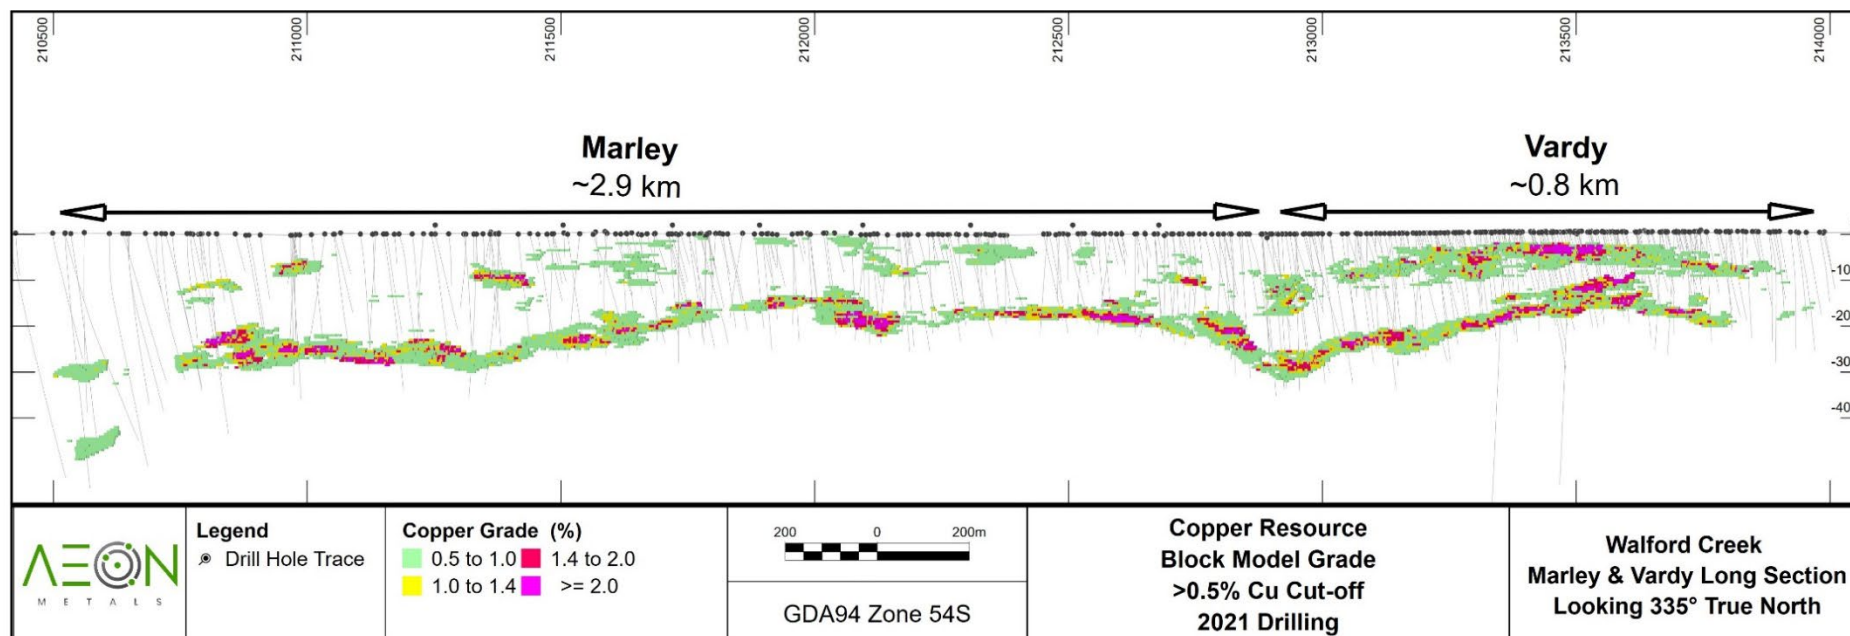 210500
211000
211500
212000
212500
213000
213500
214000
Marley
~2.9 km
Vardy
~0.8 km
-10
-20
-30
-40
AEON
METALS
Legend
Drill Hole Trace
Copper Grade (%)
0.5 to 1.0
1.4 to 2.0
1.0 to 1.4
>= 2.0
200 0 200m
GDA94 Zone 54S
Copper Resource
Block Model Grade
>0.5% Cu Cut-off
2021 Drilling
Walford Creek
Marley & Vardy Long Section
Looking 335° True North